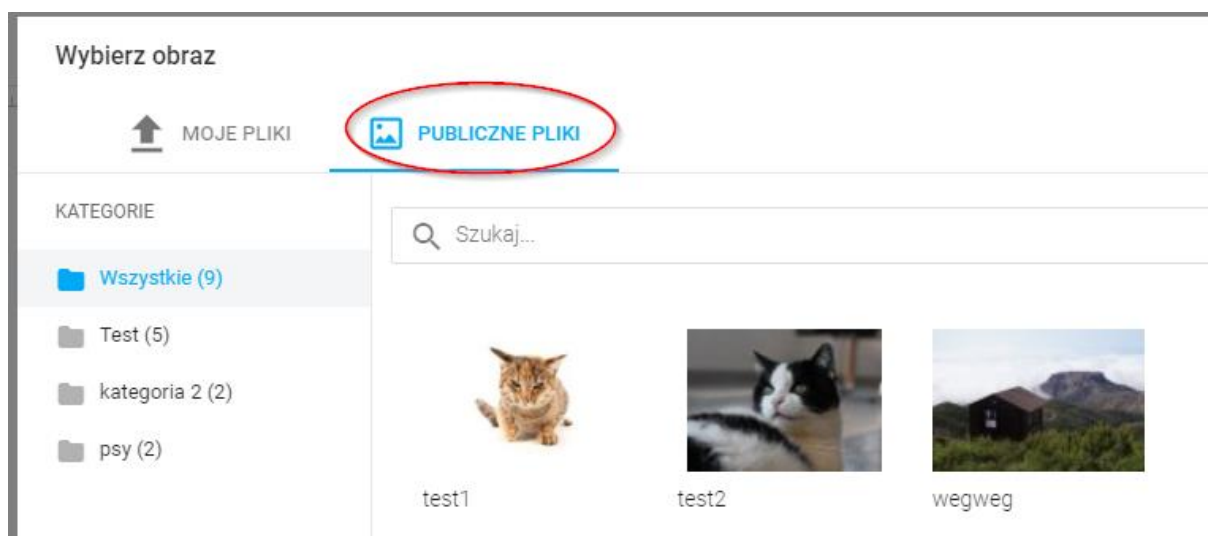 Wybierz obraz
MOJE PLIKI
PUBLICZNE PLIKI
KATEGORIE
Wszystkie (9)
Test (5)
kategoria 2 (2)
psy (2)
Szukaj...
test1
test2
wegweg